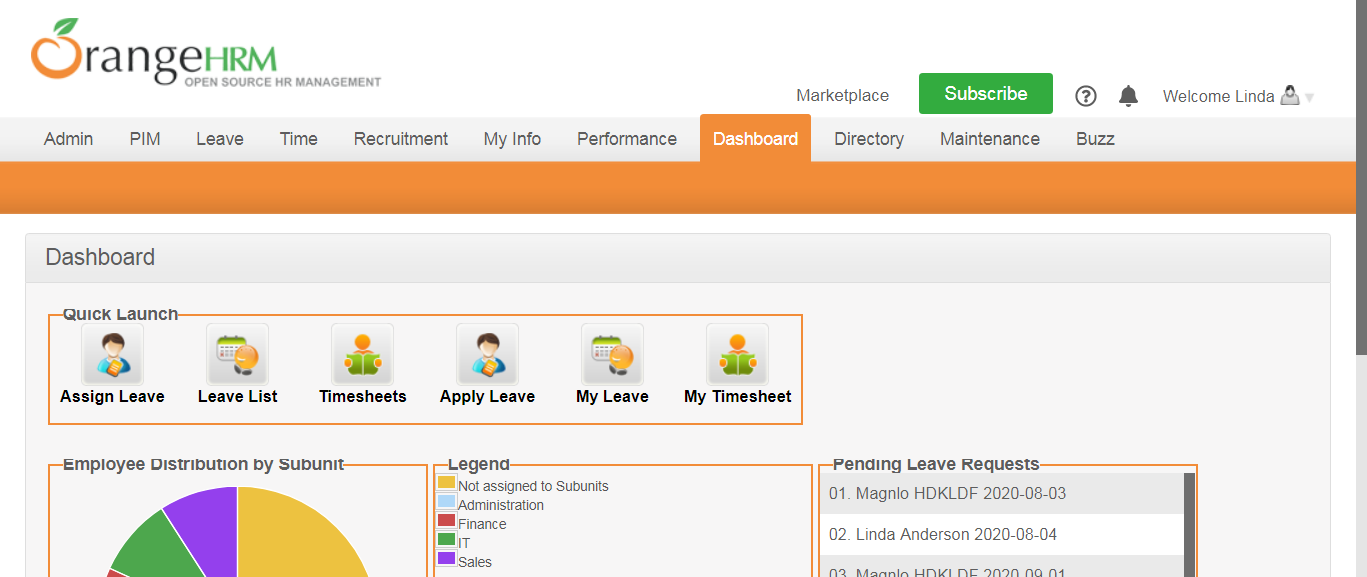 OrangeHRM
OPEN SOURCE HR MANAGEMENT
Marketplace
Subscribe
Welcome Linda
Admin
PIM
Leave
Time
Recruitment
My Info
Performance
Dashboard
Directory
Maintenance
Buzz
Dashboard
Quick Launch
Assign Leave
Leave List
Timesheets
Apply Leave
My Leave
My Timesheet
Employee Distribution by Subunit
Legend
Not assigned to Subunits
Administration
Finance
IT
Sales
Pending Leave Requests
01. Magnlo HDKLDF 2020-08-03
02. Linda Anderson 2020-08-04
03. Magnlo HDKLDF 2020-09-01